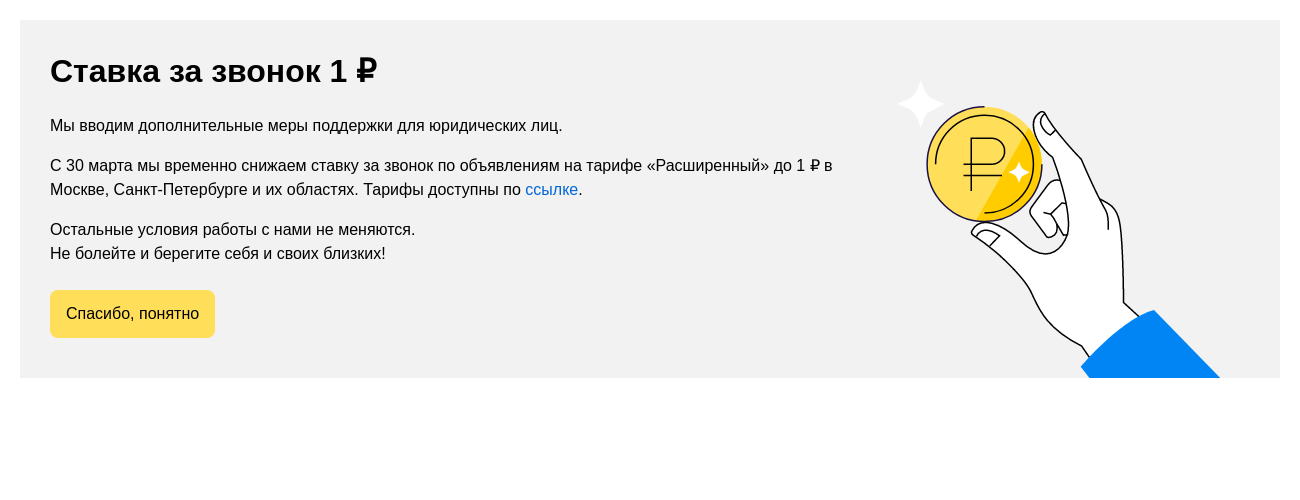 Ставка за звонок 1 ₽
Мы вводим дополнительные меры поддержки для юридических лиц.
С 30 марта мы временно снижаем ставку за звонок по объявлениям на тарифе «Расширенный» до 1 ₽ в
Москве, Санкт-Петербурге и их областях. Тарифы доступны по ссылке.
Остальные условия работы с нами не меняются.
Не болейте и берегите себя и своих близких!
Спасибо, понятно